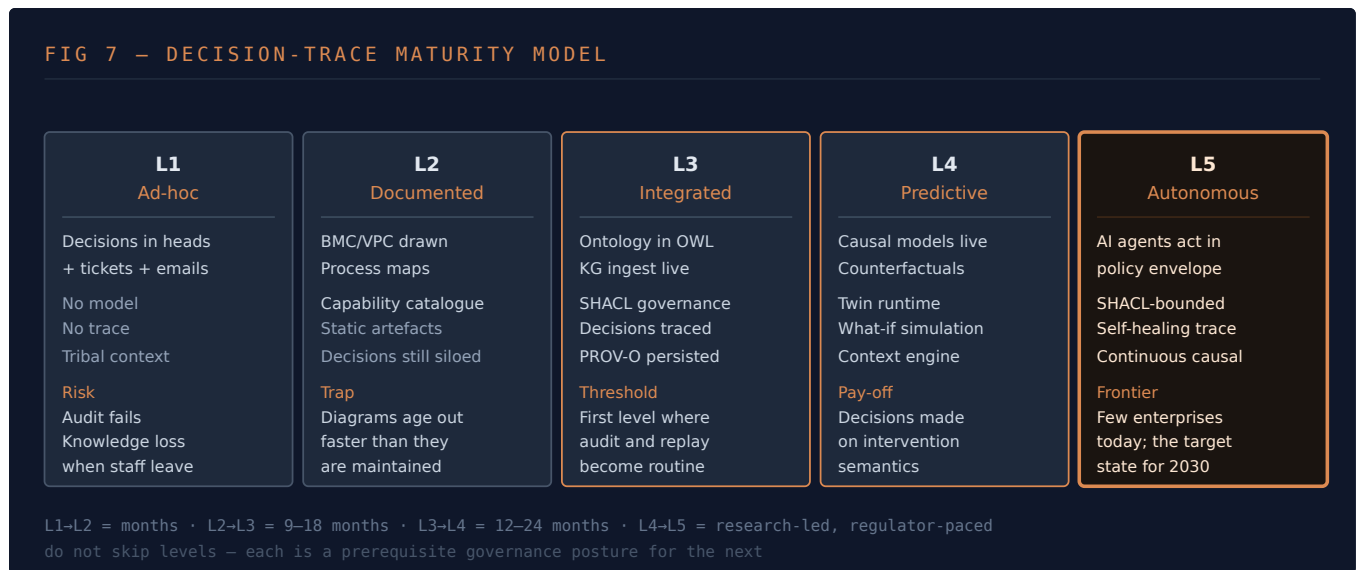 FIG 7 — DECISION-TRACE MATURITY MODEL
L1
Ad-hoc
Decisions in heads
+ tickets + emails
No model
No trace
Tribal context
Risk
Audit fails
Knowledge loss
when staff leave
L2
Documented
BMC/VPC drawn
Process maps
Capability catalogue
Static artefacts
Decisions still siloed
Trap
Diagrams age out
faster than they
are maintained
L3
Integrated
Ontology in OWL
KG ingest live
SHACL governance
Decisions traced
PROV-O persisted
Threshold
First level where
audit and replay
become routine
L4
Predictive
Causal models live
Counterfactuals
Twin runtime
What-if simulation
Context engine
Pay-off
Decisions made
on intervention
semantics
L5
Autonomous
AI agents act in
policy envelope
SHACL-bounded
Self-healing trace
Continuous causal
Frontier
Few enterprises
today; the target
state for 2030
L1→L2 = months · L2→L3 = 9–18 months · L3→L4 = 12–24 months · L4→L5 = research-led, regulator-paced
do not skip levels — each is a prerequisite governance posture for the next